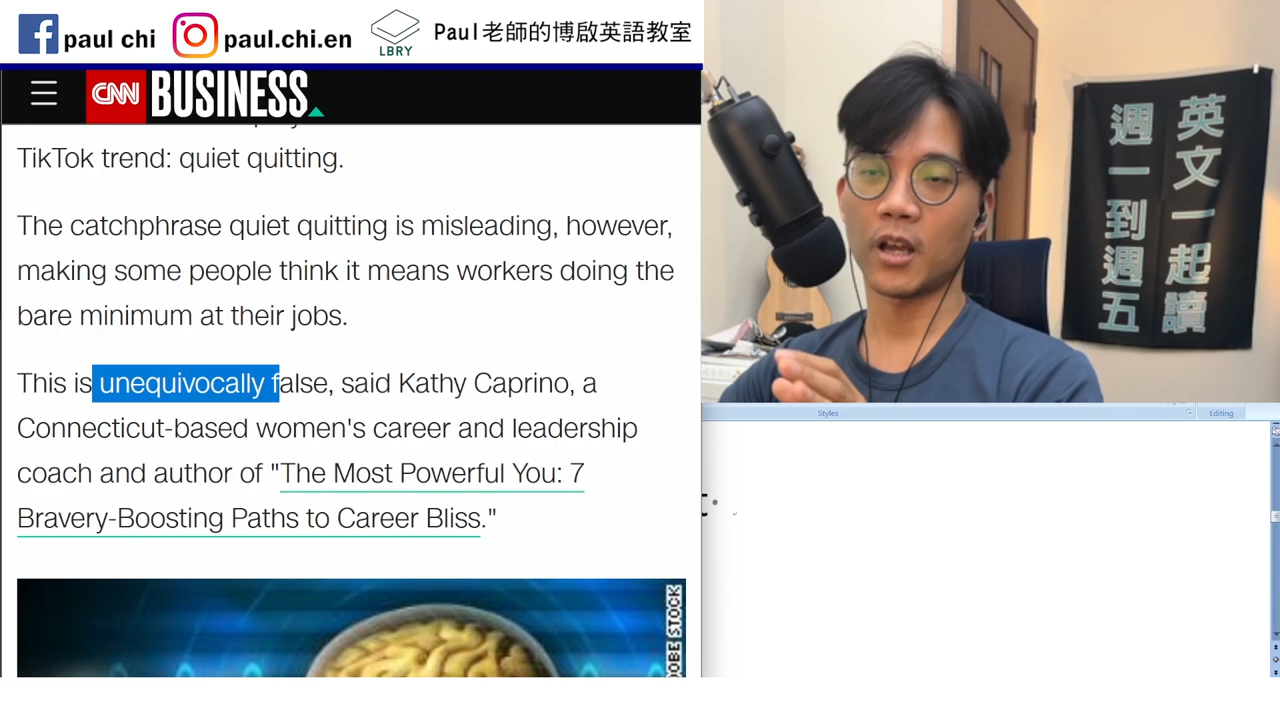 paul chi
paul.chi.en
LBRY
Paul老師的博啟英語教室
CNN BUSINESS
TikTok trend: quiet quitting.
The catchphrase quiet quitting is misleading, however,
making some people think it means workers doing the
bare minimum at their jobs.
This is unequivocally false, said Kathy Caprino, a
Connecticut-based women's career and leadership
coach and author of "The Most Powerful You: 7
Bravery-Boosting Paths to Career Bliss."
OBE STOCK
英文一起讀
週一到週五
Styles
Editing